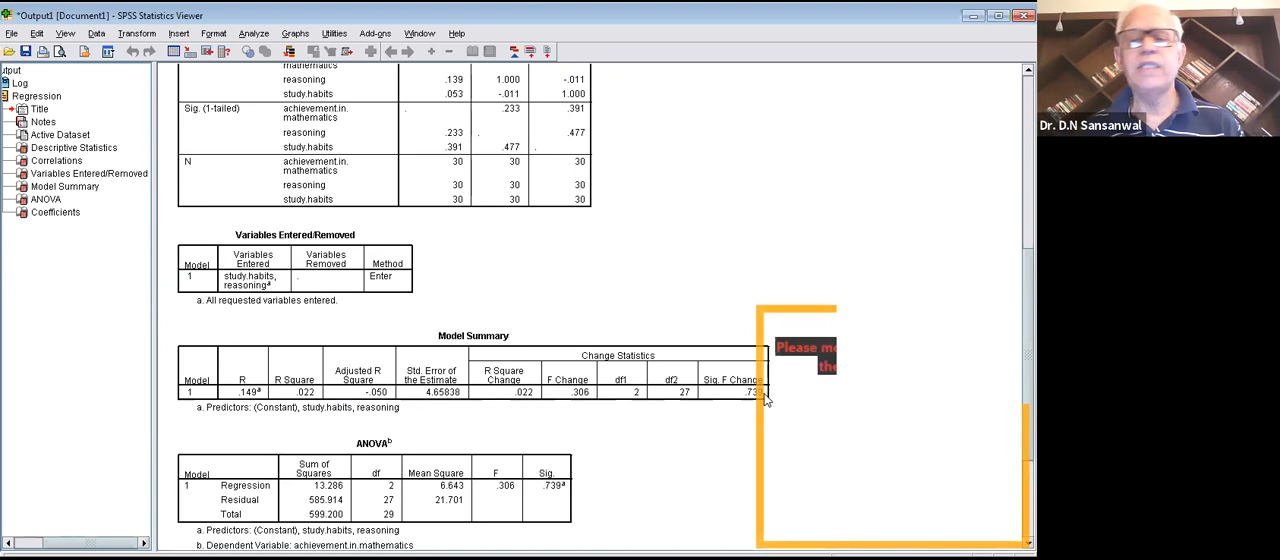 *Output1 [Document1] - SPSS Statistics Viewer
File Edit View Data Transform Insert Format Analyze Graphs Utilities Add-ons Window Help
tput
Log
Regression
Title
Notes
Active Dataset
Descriptive Statistics
Correlations
Variables Entered/Removed
Model Summary
ANOVA
Coefficients
mathematics
reasoning .139 1.000 -.011
study.habits .053 -.011 1.000
Sig. (1-tailed) achievement.in. . .233 .391
mathematics
reasoning .233 . .477
study.habits .391 .477 .
N achievement.in. 30 30 30
mathematics
reasoning 30 30 30
study.habits 30 30 30
Variables Entered/Removed
Model Variables Entered Variables Removed Method
1 study.habits, . Enter
reasoningª
a. All requested variables entered.
Model Summary
Change Statistics
Model R R Square Adjusted R Square Std. Error of the Estimate R Square Change F Change df1 df2 Sig. F Change
1 .149ª .022 -.050 4.65838 .022 .306 2 27 .739
a. Predictors: (Constant), study.habits, reasoning
ANOVAb
Model Sum of Squares df Mean Square F Sig.
1 Regression 13.286 2 6.643 .306 .739ª
Residual 585.914 27 21.701
Total 599.200 29
a. Predictors: (Constant), study.habits, reasoning
b. Dependent Variable: achievement.in.mathematics
Please
the
Dr. D.N Sansanwal